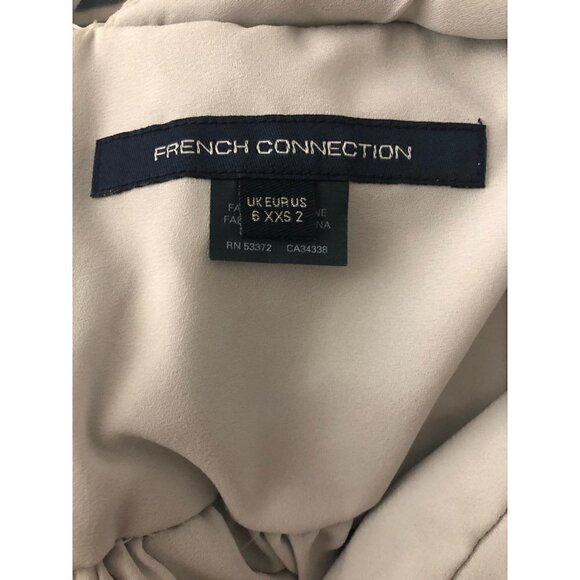 FRENCH CONNECTION
UK EUR US
6 XXS 2
RN 53372 CA34338